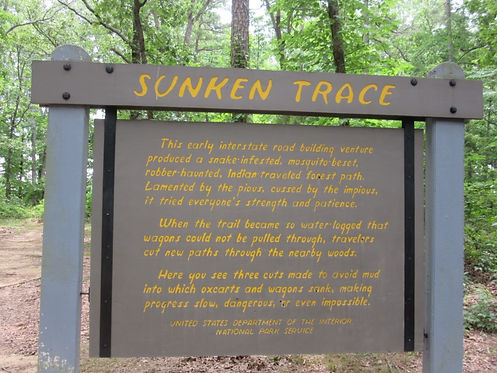 SUNKEN TRACE
This early interstate road building venture
produced a snake-infested, mosquito-beset,
robber-haunted, Indian-traveled forest path.
Lamented by the pious, cussed by the impious,
it tried everyone's strength and patience.
When the trail became so water-logged that
wagons could not be pulled through, travelers
cut new paths through the nearby woods.
Here you see three cuts made to avoid mud
into which oxcarts and wagons sank, making
progress slow, dangerous, or even impossible.
UNITED STATES DEPARTMENT OF THE INTERIOR
NATIONAL PARK SERVICE